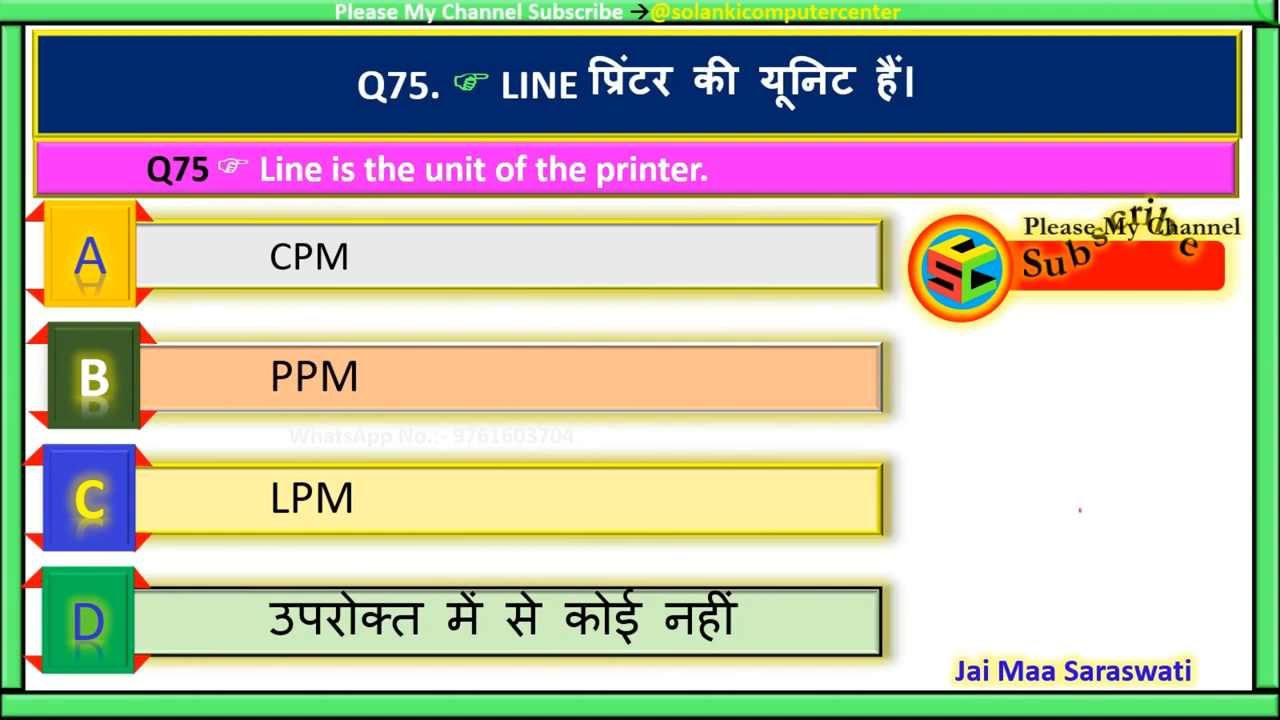 Please My Channel Subscribe →@solankicomputercenter
Q75. 👉 LINE प्रिंटर की यूनिट हैं।
Q75 👉 Line is the unit of the printer.
A CPM
Please My Channel
Subscribe
B PPM
WhatsApp No.:- 9761603704
C LPM
D उपरोक्त में से कोई नहीं
Jai Maa Saraswati